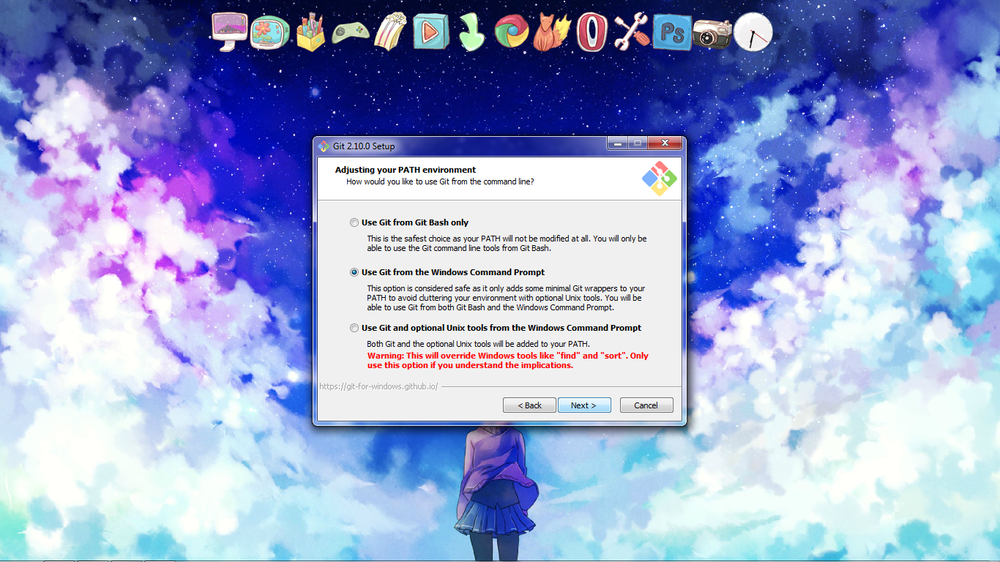 Ps
Git 2.10.0 Setup
Adjusting your PATH environment
How would you like to use Git from the command line?
Use Git from Git Bash only
This is the safest choice as your PATH will not be modified at all. You will only be
able to use the Git command line tools from Git Bash.
Use Git from the Windows Command Prompt
This option is considered safe as it only adds some minimal Git wrappers to your
PATH to avoid cluttering your environment with optional Unix tools. You will be
able to use Git from both Git Bash and the Windows Command Prompt.
Use Git and optional Unix tools from the Windows Command Prompt
Both Git and the optional Unix tools will be added to your PATH.
Warning: This will override Windows tools like "find" and "sort". Only
use this option if you understand the implications.
https://git-for-windows.github.io/
< Back Next > Cancel